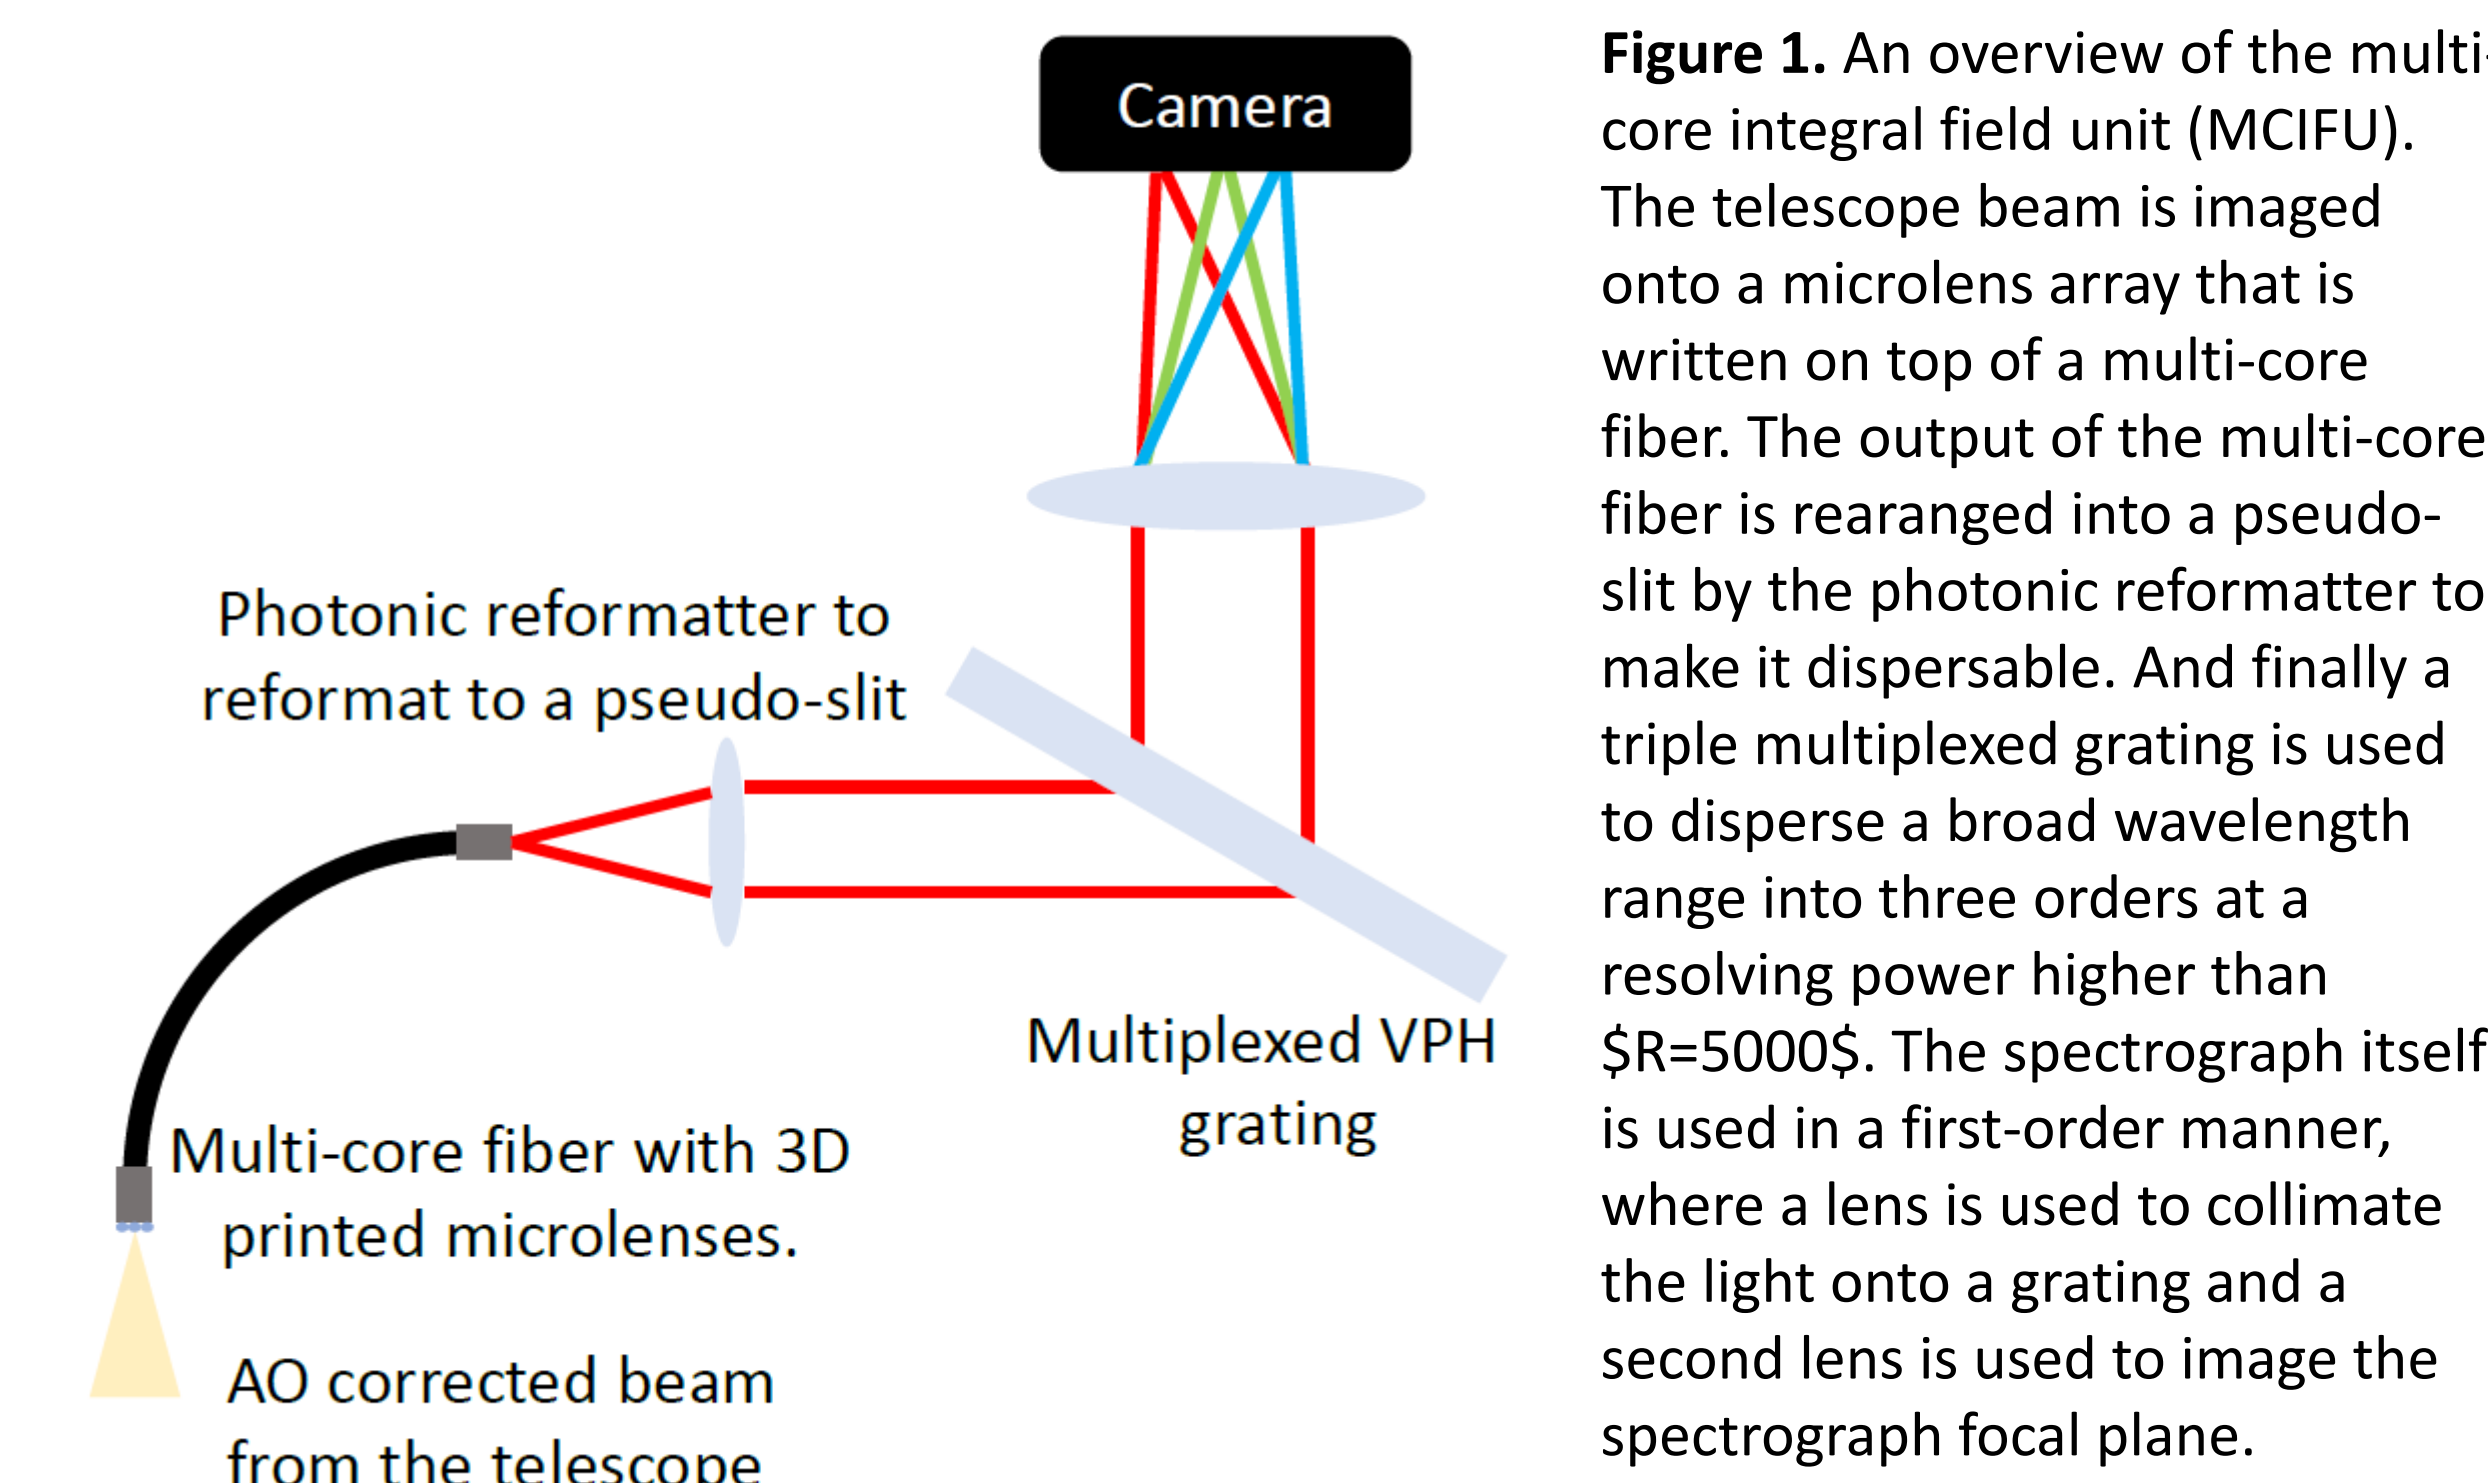 Camera
Photonic reformatter to
reformat to a pseudo-slit
Multiplexed VPH
grating
Multi-core fiber with 3D
printed microlenses.
AO corrected beam
from the telescope
Figure 1. An overview of the multi-
core integral field unit (MCIFU).
The telescope beam is imaged
onto a microlens array that is
written on top of a multi-core
fiber. The output of the multi-core
fiber is rearanged into a pseudo-
slit by the photonic reformatter to
make it dispersable. And finally a
triple multiplexed grating is used
to disperse a broad wavelength
range into three orders at a
resolving power higher than
$R=5000$. The spectrograph itself
is used in a first-order manner,
where a lens is used to collimate
the light onto a grating and a
second lens is used to image the
spectrograph focal plane.